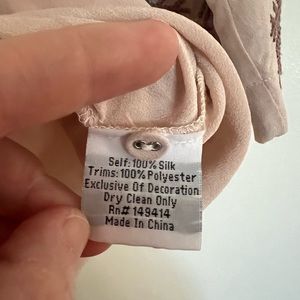 Self: 100% Silk
Trims: 100% Polyester
Exclusive Of Decoration
Dry Clean Only
Rn# 149414
Made In China